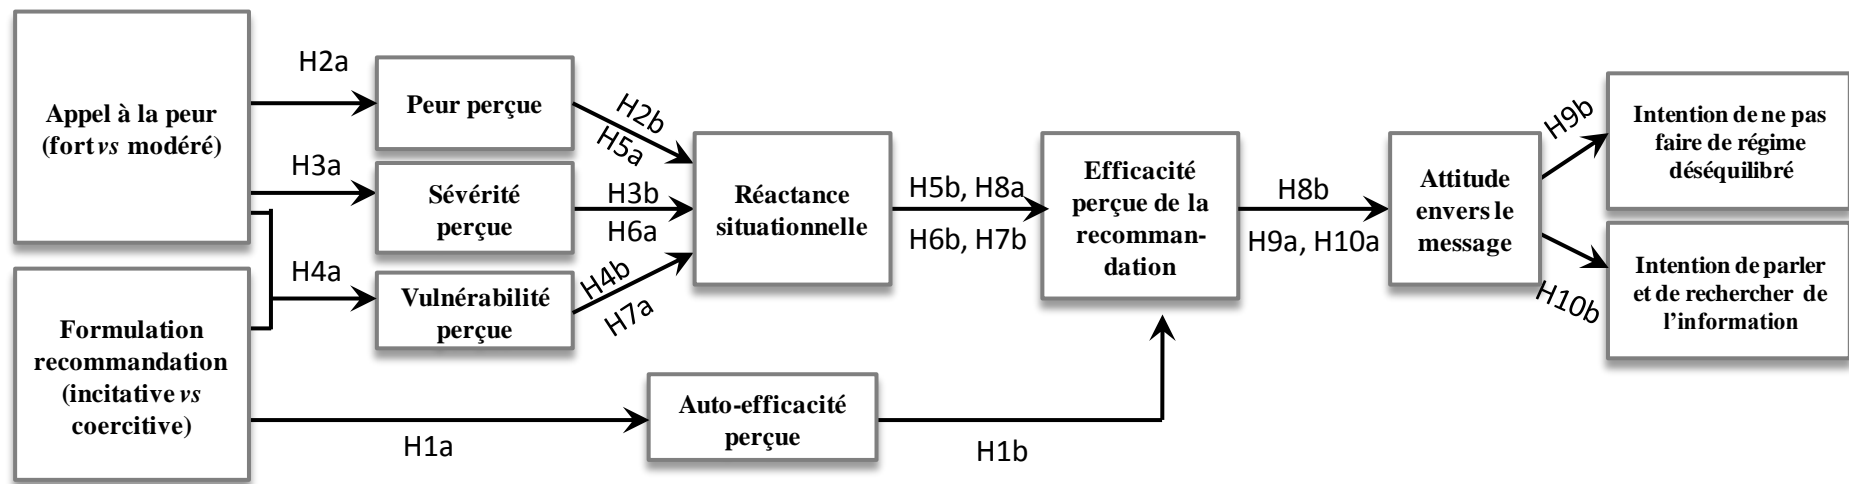 Appel à la peur
(fort vs modéré)
H2a
Peur perçue
H2b
H5a
H3a
Sévérité
perçue
H3b
H6a
H4a
Vulnérabilité
perçue
H4b
H7a
Formulation
recommandation
(incitative vs
coercitive)
H1a
Auto-efficacité
perçue
H1b
Réactance
situationnelle
H5b, H8a
H6b, H7b
Efficacité
perçue de la
recomman-
dation
H8b
H9a, H10a
Attitude
envers le
message
H9b
Intention de ne pas
faire de régime
déséquilibré
H10b
Intention de parler
et de rechercher de
l’information